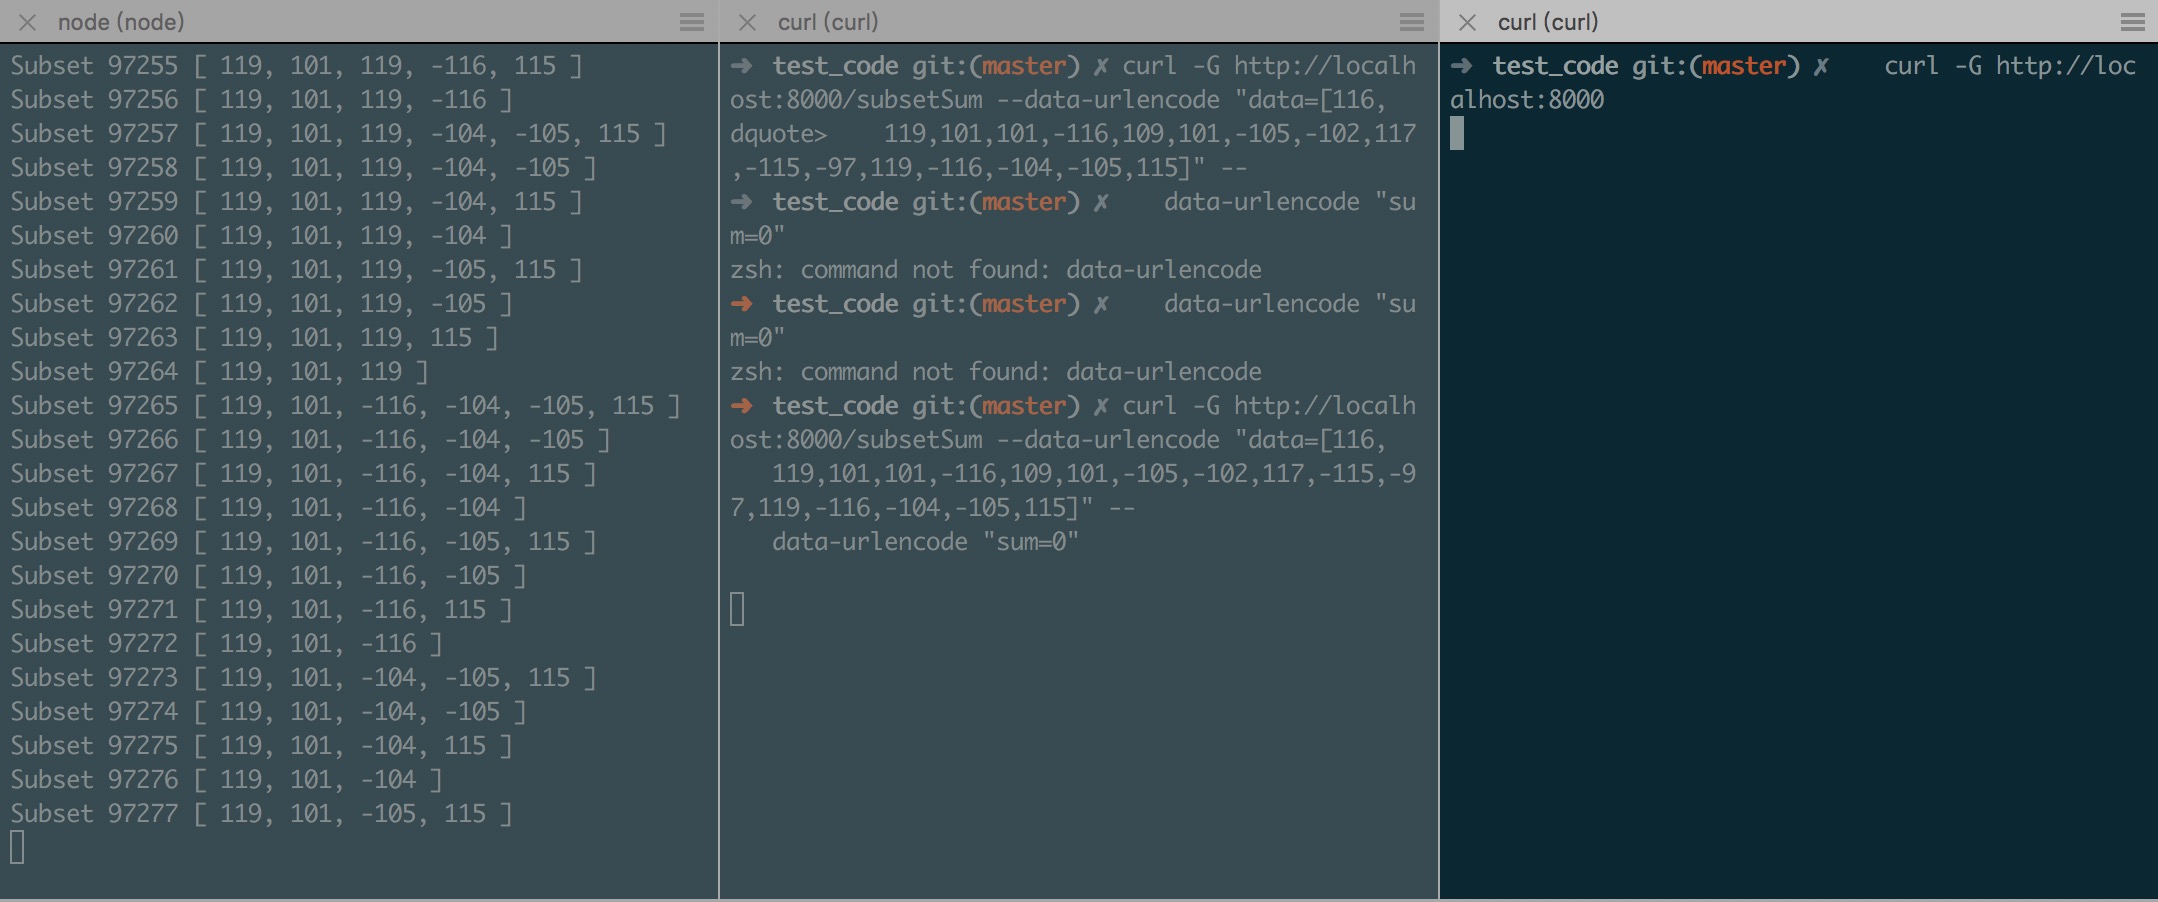 node (node)
Subset 97255 [ 119, 101, 119, -116, 115 ]
Subset 97256 [ 119, 101, 119, -116 ]
Subset 97257 [ 119, 101, 119, -104, -105, 115 ]
Subset 97258 [ 119, 101, 119, -104, -105 ]
Subset 97259 [ 119, 101, 119, -104, 115 ]
Subset 97260 [ 119, 101, 119, -104 ]
Subset 97261 [ 119, 101, 119, -105, 115 ]
Subset 97262 [ 119, 101, 119, -105 ]
Subset 97263 [ 119, 101, 119, 115 ]
Subset 97264 [ 119, 101, 119 ]
Subset 97265 [ 119, 101, -116, -104, -105, 115 ]
Subset 97266 [ 119, 101, -116, -104, -105 ]
Subset 97267 [ 119, 101, -116, -104, 115 ]
Subset 97268 [ 119, 101, -116, -104 ]
Subset 97269 [ 119, 101, -116, -105, 115 ]
Subset 97270 [ 119, 101, -116, -105 ]
Subset 97271 [ 119, 101, -116, 115 ]
Subset 97272 [ 119, 101, -116 ]
Subset 97273 [ 119, 101, -104, -105, 115 ]
Subset 97274 [ 119, 101, -104, -105 ]
Subset 97275 [ 119, 101, -104, 115 ]
Subset 97276 [ 119, 101, -104 ]
Subset 97277 [ 119, 101, -105, 115 ]
curl (curl)
➜ test_code git:(master) ✗ curl -G http://localh
ost:8000/subsetSum --data-urlencode "data=[116,
dquote>    119,101,101,-116,109,101,-105,-102,117
,-115,-97,119,-116,-104,-105,115]" --
➜ test_code git:(master) ✗    data-urlencode "su
m=0"
zsh: command not found: data-urlencode
➜ test_code git:(master) ✗    data-urlencode "su
m=0"
zsh: command not found: data-urlencode
➜ test_code git:(master) ✗ curl -G http://localh
ost:8000/subsetSum --data-urlencode "data=[116,
   119,101,101,-116,109,101,-105,-102,117,-115,-9
7,119,-116,-104,-105,115]" --
   data-urlencode "sum=0"
curl (curl)
➜ test_code git:(master) ✗    curl -G http://loc
alhost:8000